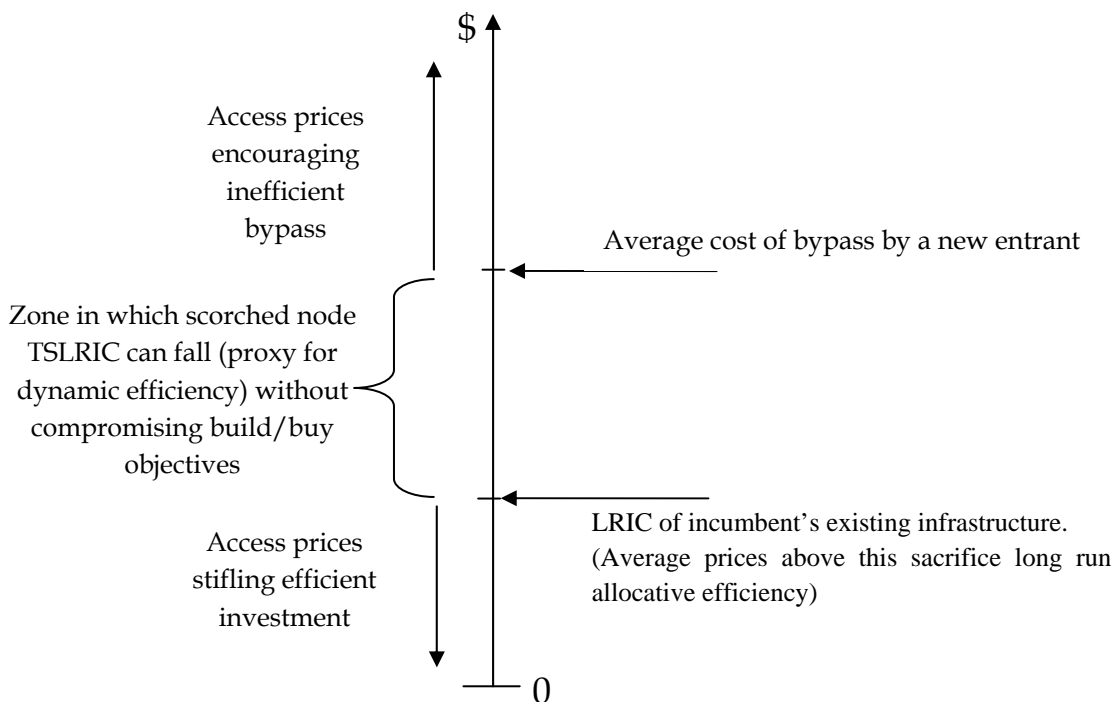 $
Access prices
encouraging
inefficient
bypass
Average cost of bypass by a new entrant
Zone in which scorched node
TSLRIC can fall (proxy for
dynamic efficiency) without
compromising build/buy
objectives
LRIC of incumbent’s existing infrastructure.
(Average prices above this sacrifice long run
allocative efficiency)
Access prices
stifling efficient
investment
0